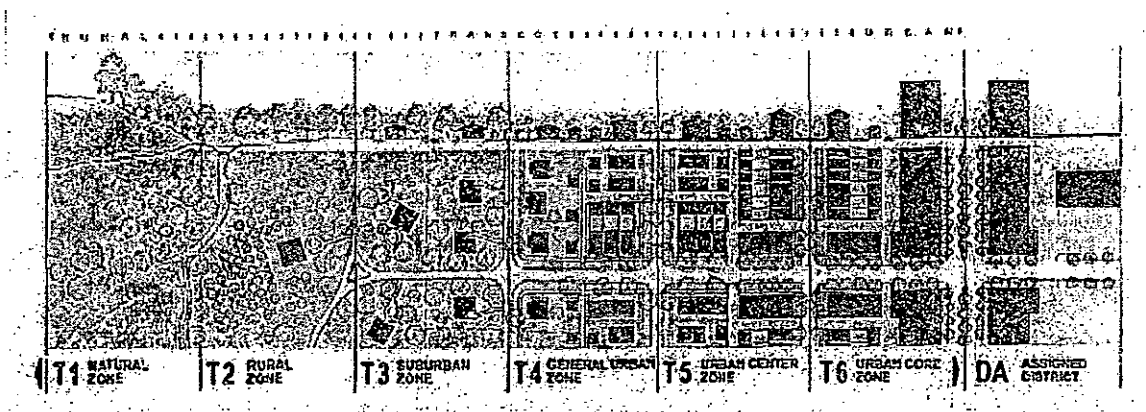 RURAL TRANSECT URBAN
T1 NATURAL ZONE
T2 RURAL ZONE
T3 SUBURBAN ZONE
T4 GENERAL URBAN ZONE
T5 URBAN CENTER ZONE
T6 URBAN CORE ZONE
DA ASSIGNED DISTRICT